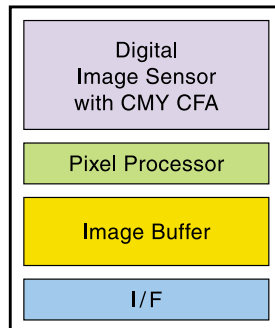 Digital
Image Sensor
with CMY CFA
Pixel Processor
Image Buffer
I/F